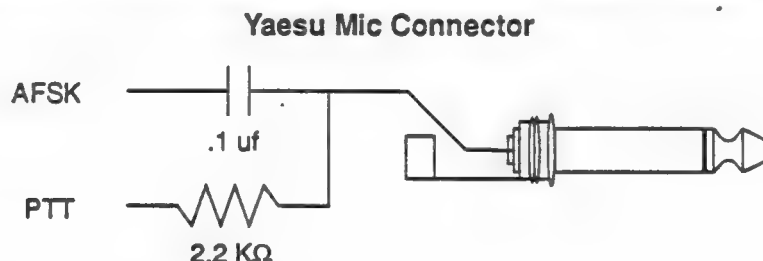 Yaesu Mic Connector
AFSK
.1 uf
PTT
2.2 KΩ